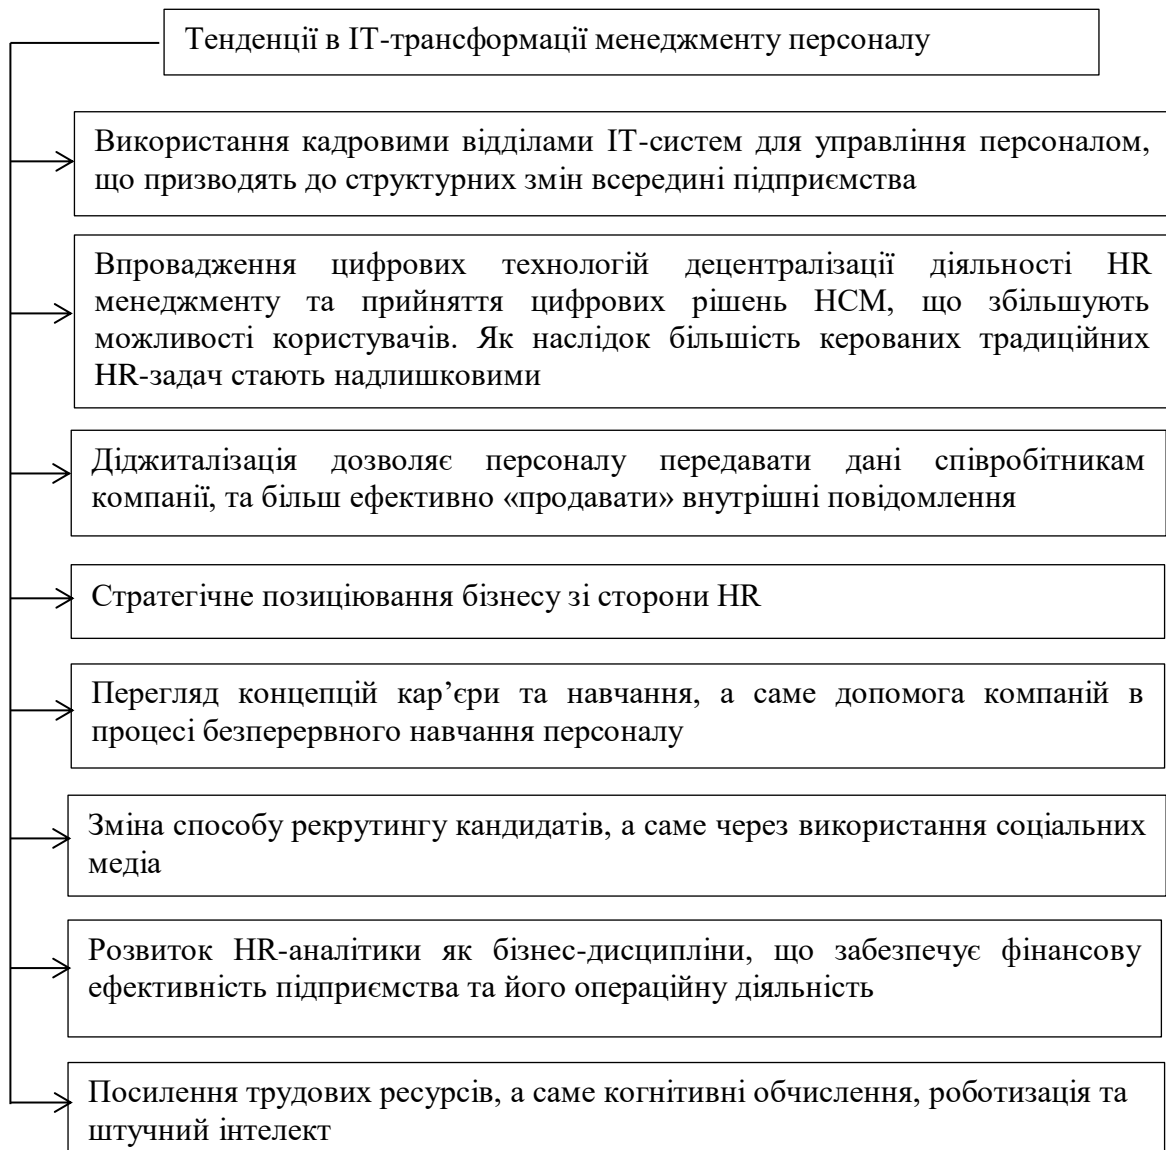 Тенденції в ІТ-трансформації менеджменту персоналу
Використання кадровими відділами ІТ-систем для управління персоналом,
що призводять до структурних змін всередині підприємства
Впровадження цифрових технологій децентралізації діяльності HR
менеджменту та прийняття цифрових рішень HCM, що збільшують
можливості користувачів. Як наслідок більшість керованих традиційних
HR-задач стають надлишковими
Діджиталізація дозволяє персоналу передавати дані співробітникам
компанії, та більш ефективно «продавати» внутрішні повідомлення
Стратегічне позиціювання бізнесу зі сторони HR
Перегляд концепцій кар’єри та навчання, а саме допомога компаній в
процесі безперервного навчання персоналу
Зміна способу рекрутингу кандидатів, а саме через використання соціальних
медіа
Розвиток HR-аналітики як бізнес-дисципліни, що забезпечує фінансову
ефективність підприємства та його операційну діяльність
Посилення трудових ресурсів, а саме когнітивні обчислення, роботизація та
штучний інтелект